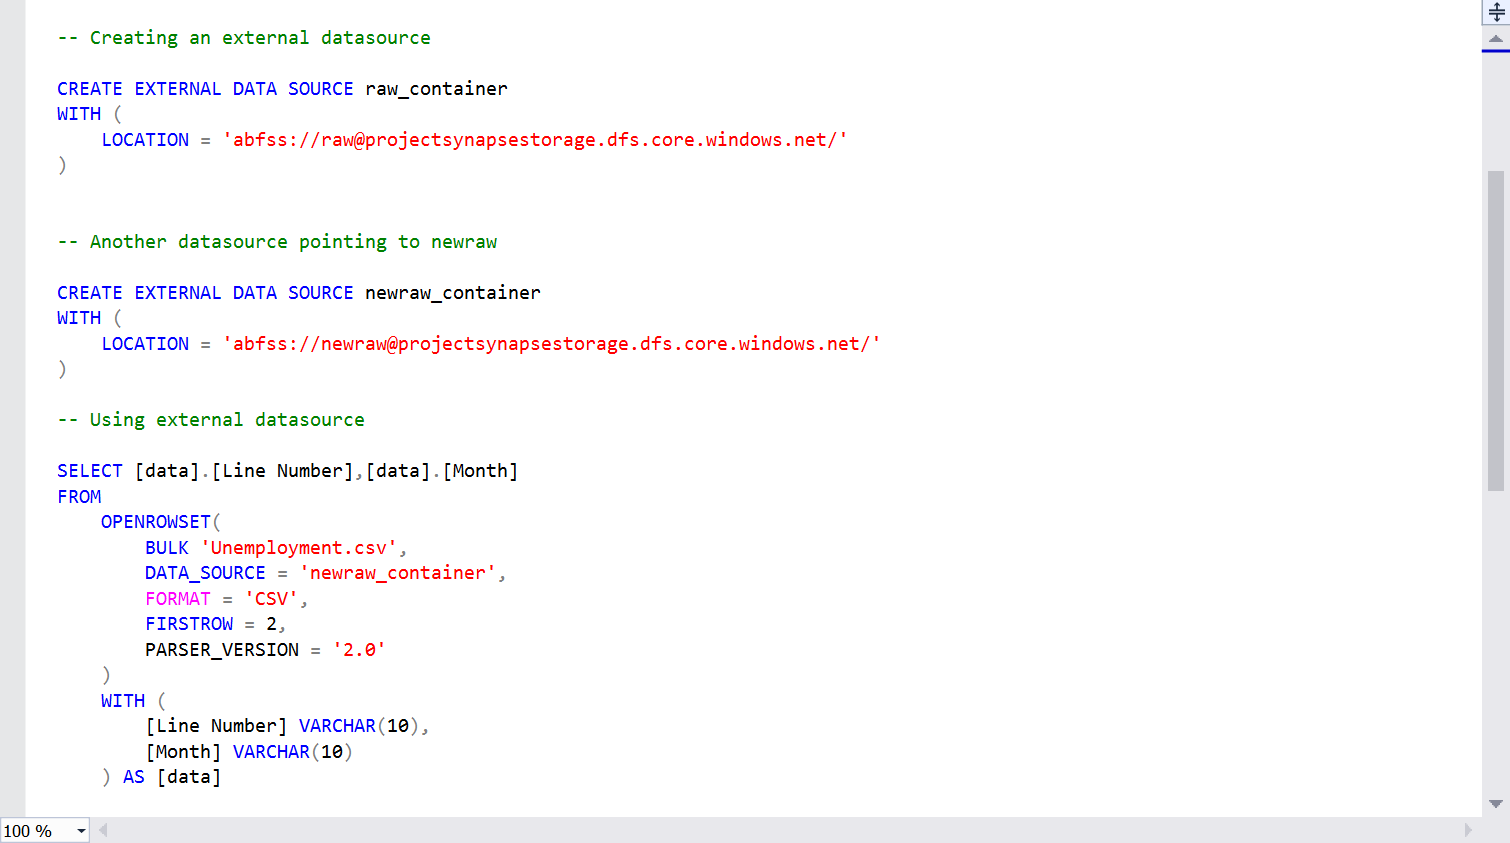 -- Creating an external datasource
CREATE EXTERNAL DATA SOURCE raw_container
WITH (
    LOCATION = 'abfss://raw@projectsynapsestorage.dfs.core.windows.net/'
)
-- Another datasource pointing to newraw
CREATE EXTERNAL DATA SOURCE newraw_container
WITH (
    LOCATION = 'abfss://newraw@projectsynapsestorage.dfs.core.windows.net/'
)
-- Using external datasource
SELECT [data].[Line Number],[data].[Month]
FROM
    OPENROWSET(
        BULK 'Unemployment.csv',
        DATA_SOURCE = 'newraw_container',
        FORMAT = 'CSV',
        FIRSTROW = 2,
        PARSER_VERSION = '2.0'
    )
    WITH (
        [Line Number] VARCHAR(10),
        [Month] VARCHAR(10)
    ) AS [data]
100 %